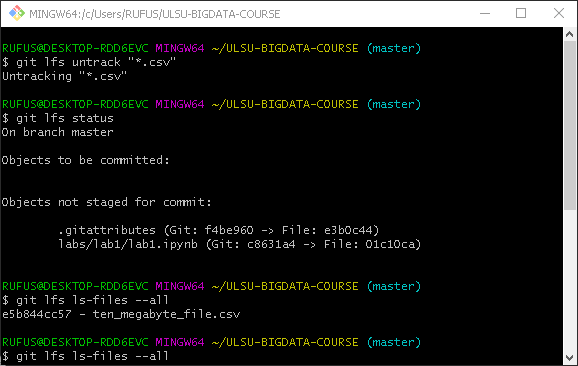 MINGW64:/c/Users/RUFUS/ULSU-BIGDATA-COURSE
RUFUS@DESKTOP-RDD6EVC MINGW64 ~/ULSU-BIGDATA-COURSE (master)
$ git lfs untrack "*.csv"
Untracking "*.csv"
RUFUS@DESKTOP-RDD6EVC MINGW64 ~/ULSU-BIGDATA-COURSE (master)
$ git lfs status
On branch master
Objects to be committed:
Objects not staged for commit:
.gitattributes (Git: f4be960 -> File: e3b0c44)
labs/lab1/lab1.ipynb (Git: c8631a4 -> File: 01c10ca)
RUFUS@DESKTOP-RDD6EVC MINGW64 ~/ULSU-BIGDATA-COURSE (master)
$ git lfs ls-files --all
e5b844cc57 - ten_megabyte_file.csv
RUFUS@DESKTOP-RDD6EVC MINGW64 ~/ULSU-BIGDATA-COURSE (master)
$ git lfs ls-files --all